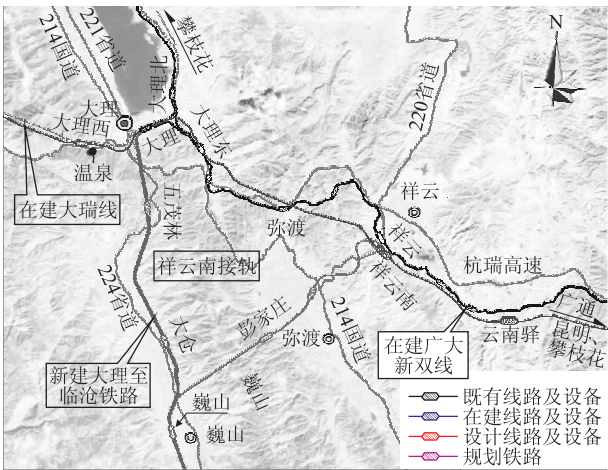 攀枝花
N
221省道
214国道
大理北
220省道
大理
大理西
大理
大理东
温泉
在建大瑞线
五茂林
祥云
弥渡
祥云
祥云南接轨
祥云南
杭瑞高速
224省道
彭家庄
214国道
广通
昆明、
攀枝花
云南驿
大仓
弥渡
在建广大
新双线
新建大理至
临沧铁路
巍山
巍山
巍山
既有线路及设备
在建线路及设备
设计线路及设备
规划铁路